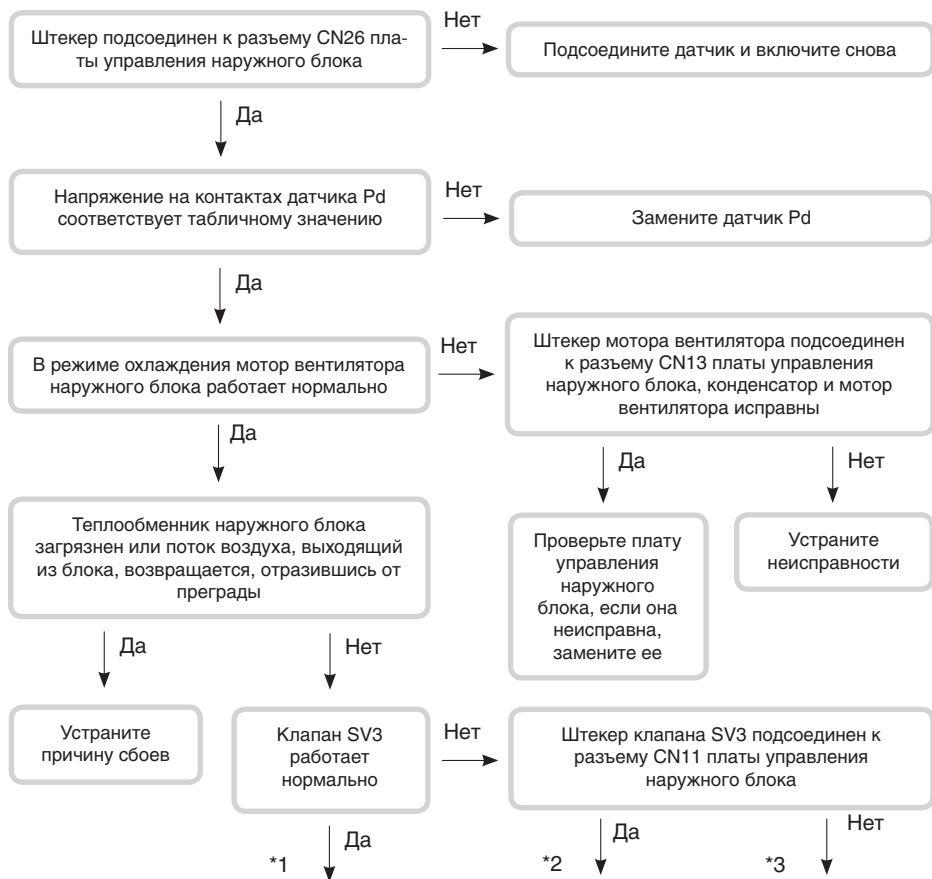 Штекер подсоединен к разъему CN26 пла-
ты управления наружного блока
Нет
Подсоедините датчик и включите снова
Да
Напряжение на контактах датчика Pd
соответствует табличному значению
Нет
Замените датчик Pd
Да
В режиме охлаждения мотор вентилятора
наружного блока работает нормально
Нет
Штекер мотора вентилятора подсоединен
к разъему CN13 платы управления
наружного блока, конденсатор и мотор
вентилятора исправны
Да
Да
Нет
Теплообменник наружного блока
загрязнен или поток воздуха, выходящий
из блока, возвращается, отразившись от
преграды
Проверьте плату
управления
наружного
блока, если она
неисправна,
замените ее
Устраните
неисправности
Да
Нет
Устраните
причину сбоев
Клапан SV3
работает
нормально
Нет
Штекер клапана SV3 подсоединен к
разъему CN11 платы управления
наружного блока
*1
Да
*2
Да
*3
Нет